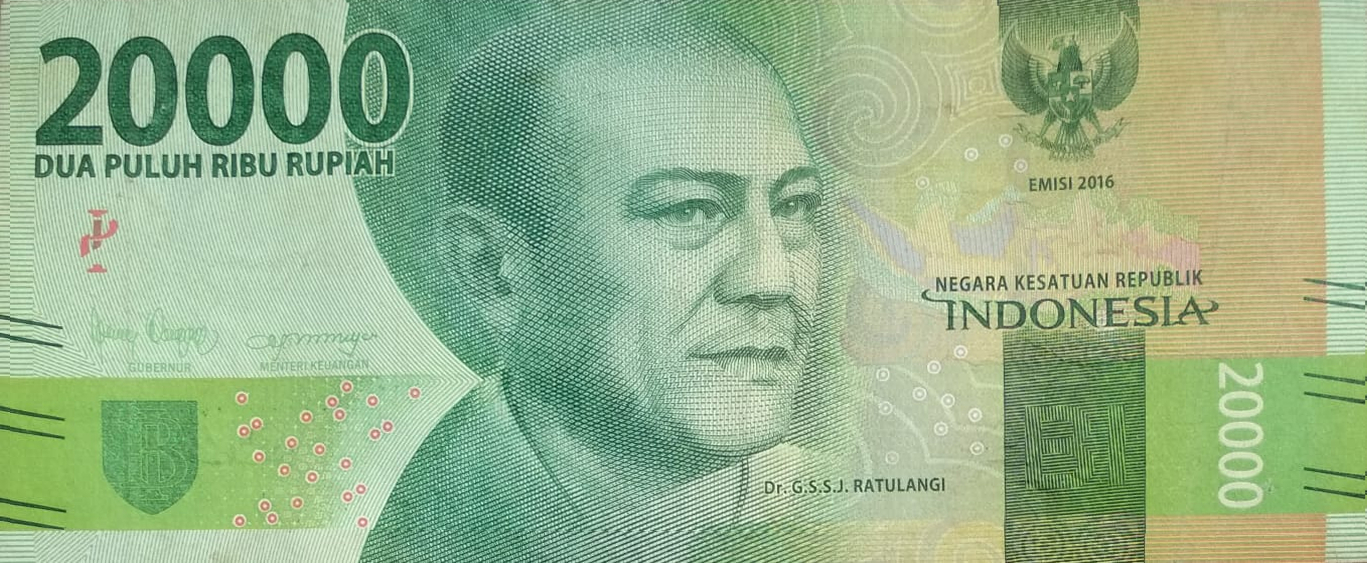 20000
DUA PULUH RIBU RUPIAH
EMISI 2016
NEGARA KESATUAN REPUBLIK
INDONESIA
GUBERNUR
MENTERI KEUANGAN
20000
Dr. G.S.S.J. RATULANGI